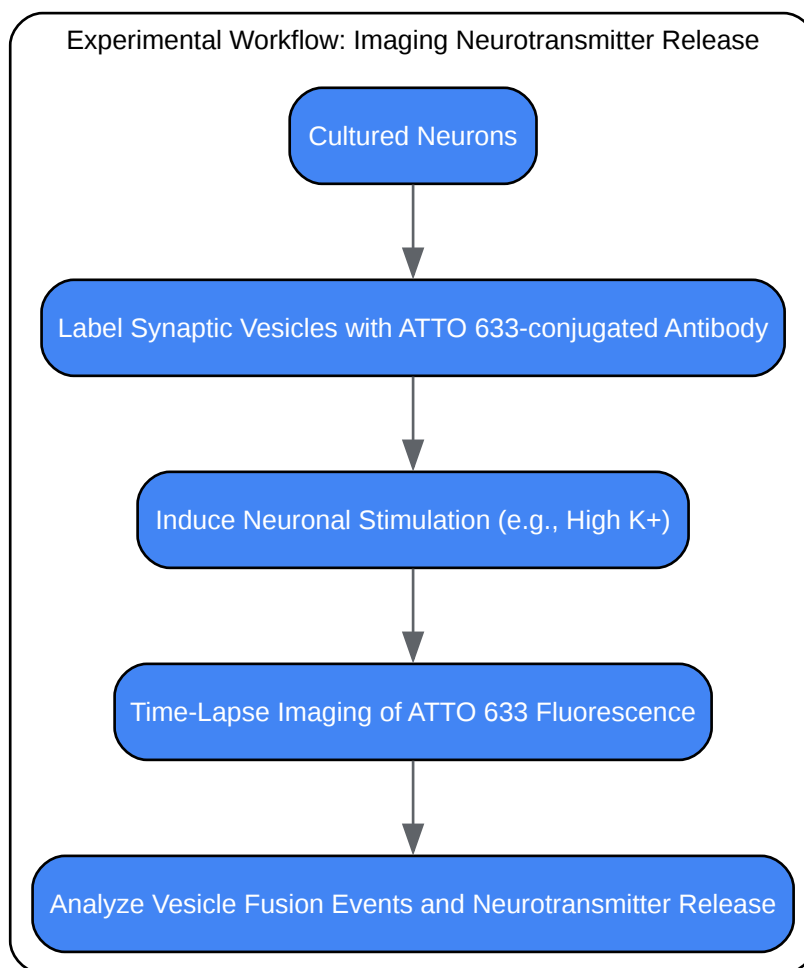 Experimental Workflow: Imaging Neurotransmitter Release
Cultured Neurons
Label Synaptic Vesicles with ATTO 633-conjugated Antibody
Induce Neuronal Stimulation (e.g., High K+)
Time-Lapse Imaging of ATTO 633 Fluorescence
Analyze Vesicle Fusion Events and Neurotransmitter Release